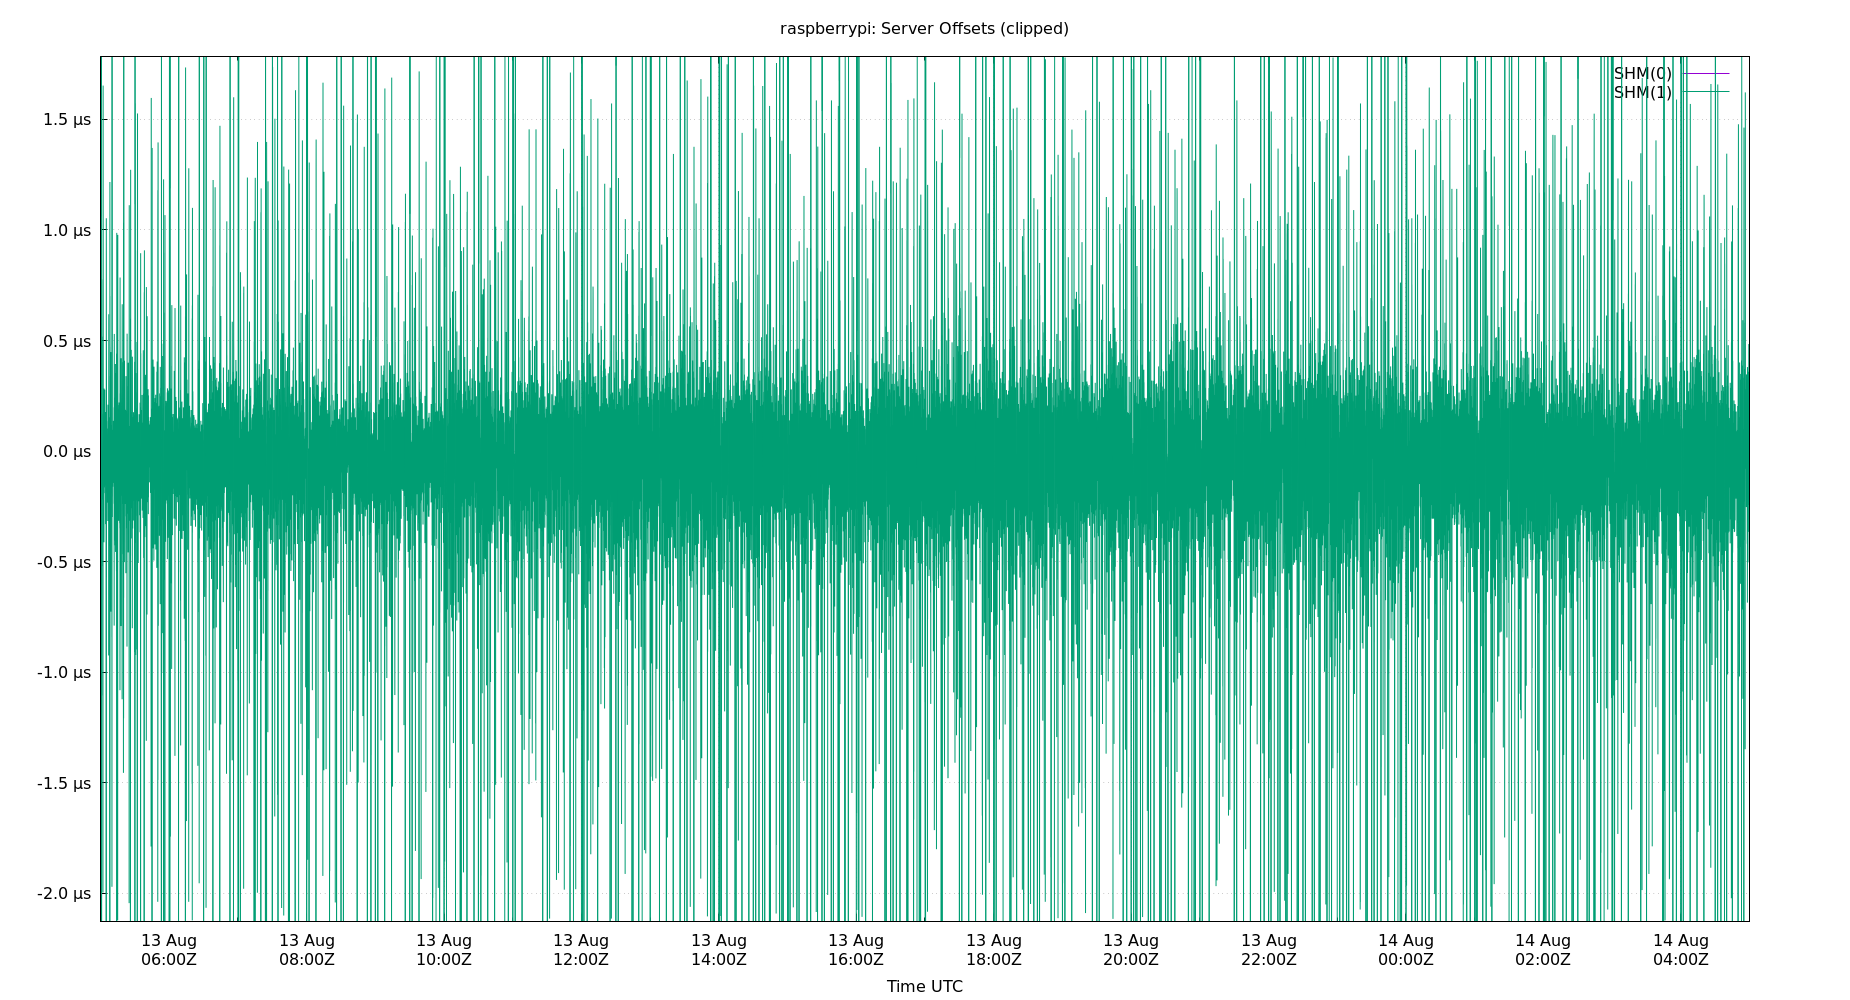 raspberrypi: Server Offsets (clipped)
SHM(0)
SHM(1)
1.5 µs
1.0 µs
0.5 µs
0.0 µs
-0.5 µs
-1.0 µs
-1.5 µs
-2.0 µs
13 Aug 13 Aug 13 Aug 13 Aug 13 Aug 13 Aug 13 Aug 13 Aug 13 Aug 14 Aug 14 Aug 14 Aug
06:00Z 08:00Z 10:00Z 12:00Z 14:00Z 16:00Z 18:00Z 20:00Z 22:00Z 00:00Z 02:00Z 04:00Z
Time UTC